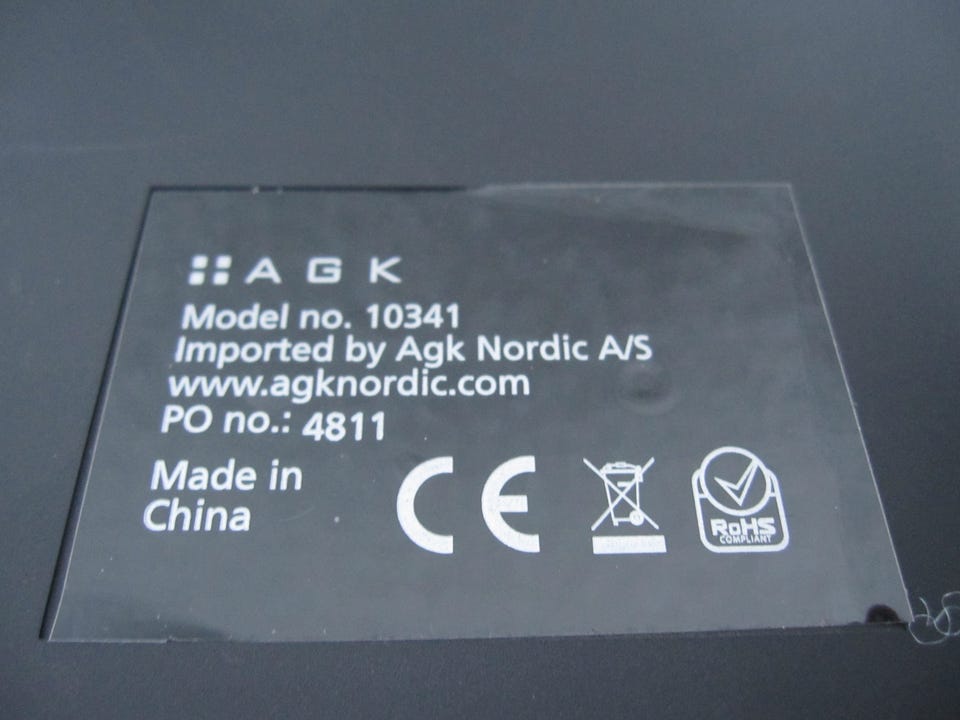 AGK
Model no. 10341
Imported by Agk Nordic A/S
www.agknordic.com
PO no.: 4811
Made in
China
CE
RoHS
COMPLIANT